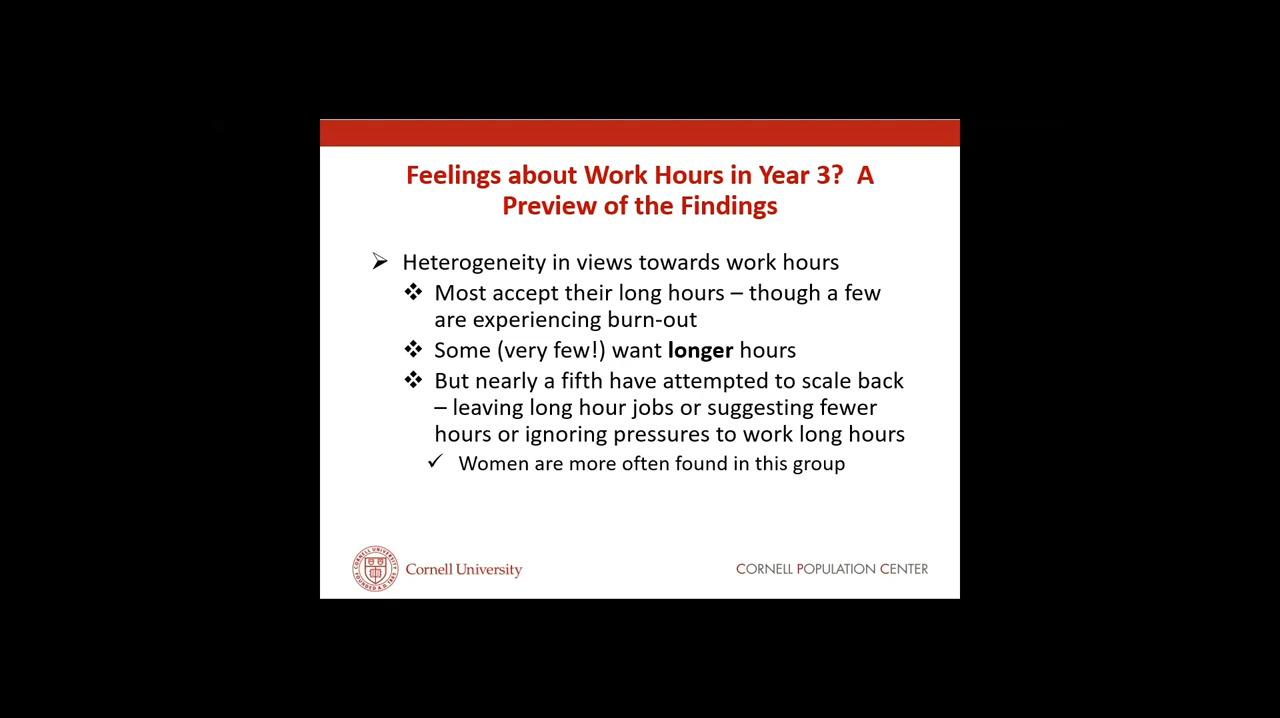 Feelings about Work Hours in Year 3? A
Preview of the Findings
➢ Heterogeneity in views towards work hours
❖ Most accept their long hours – though a few
are experiencing burn-out
❖ Some (very few!) want longer hours
❖ But nearly a fifth have attempted to scale back
– leaving long hour jobs or suggesting fewer
hours or ignoring pressures to work long hours
✓ Women are more often found in this group
Cornell University
CORNELL POPULATION CENTER